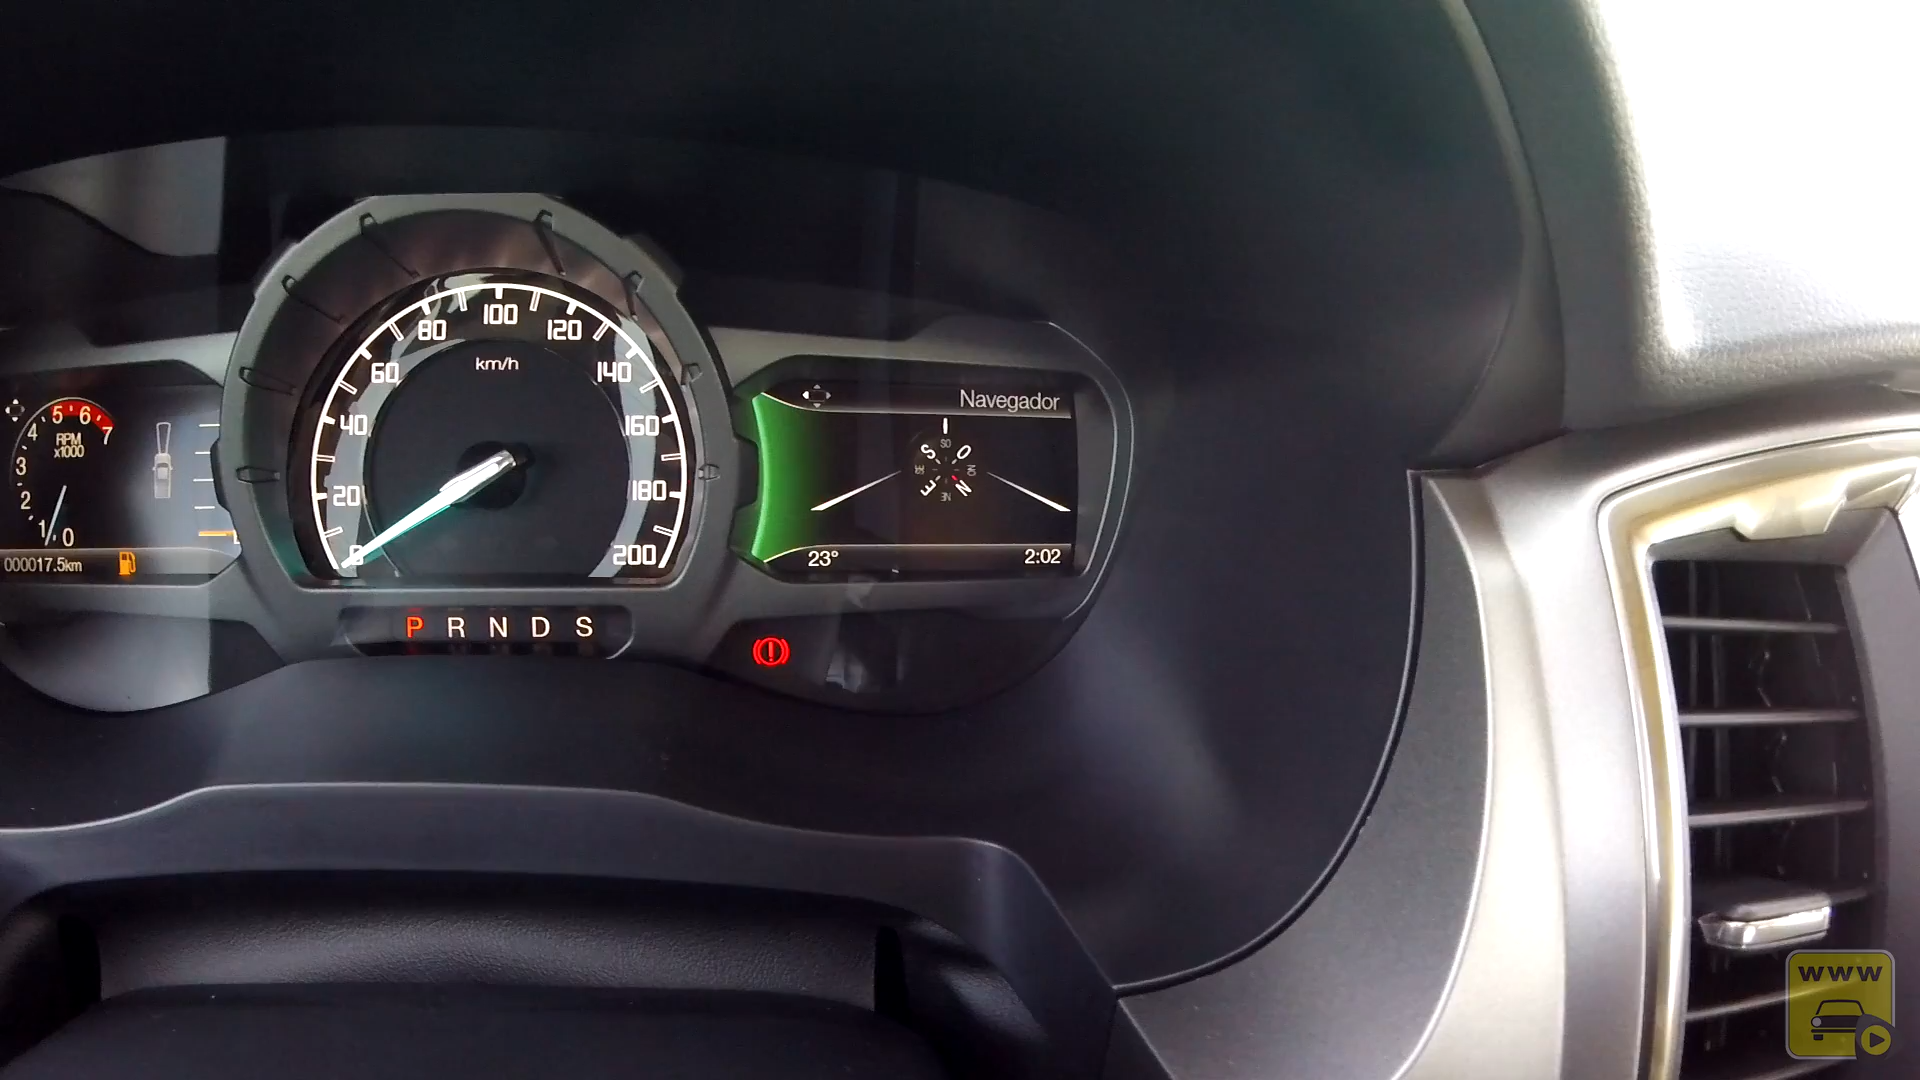 5 6
4 7
RPM
x1000
3
2
1 0
000017.5km
80 100 120
60 140
km/h
40 160
20 180
0 200
P R N D S
Navegador
SO
S O
SE NO
E N
NE
23° 2:02
www